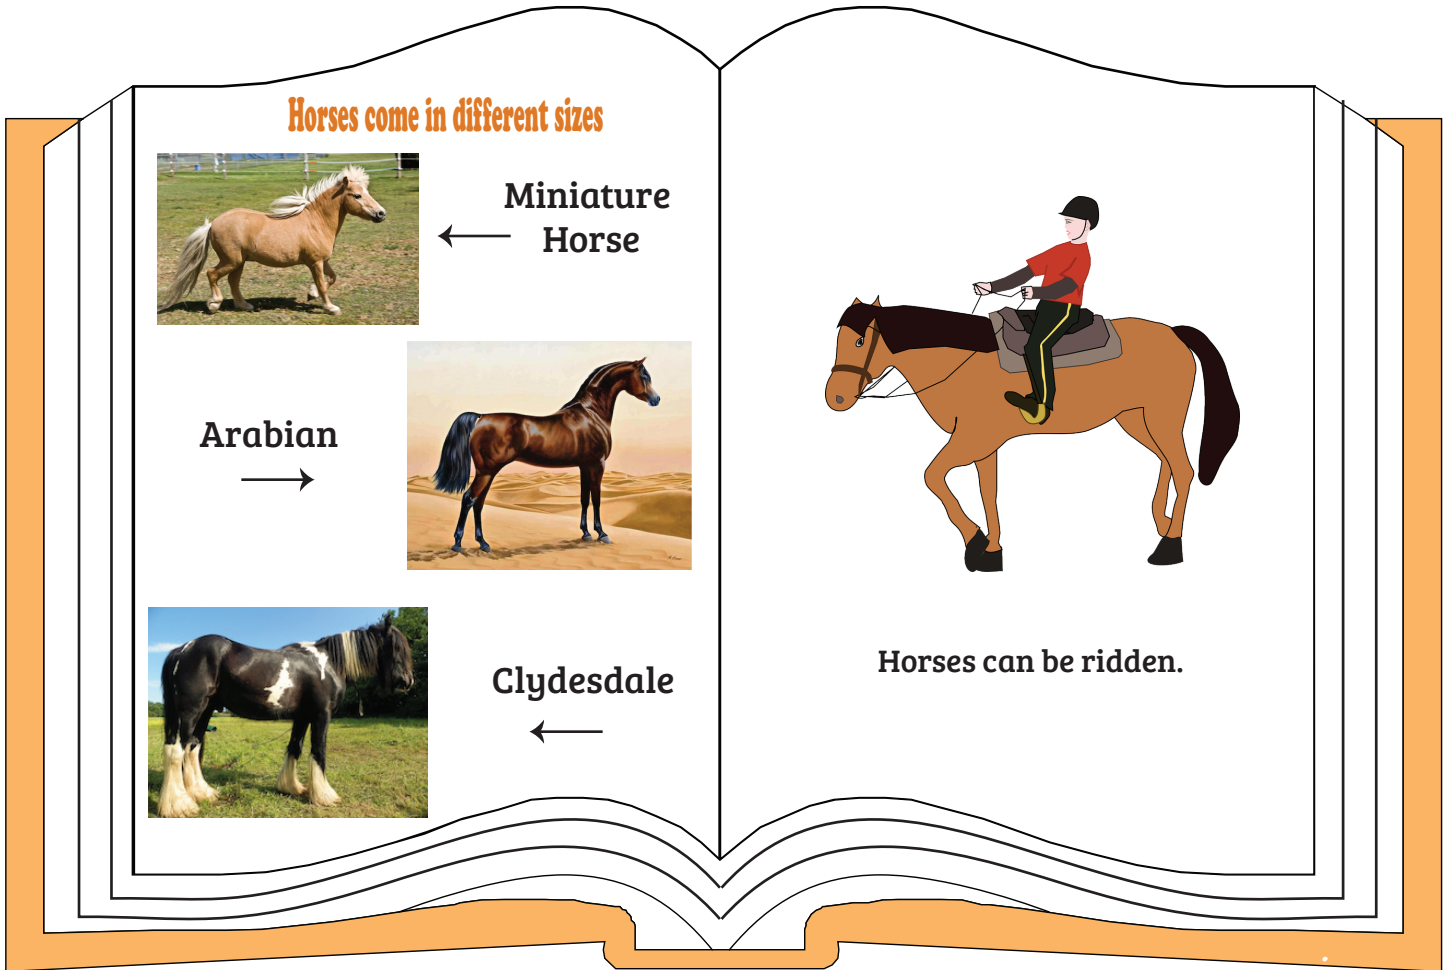 Horses come in different sizes
Miniature
Horse
Arabian
Clydesdale
Horses can be ridden.